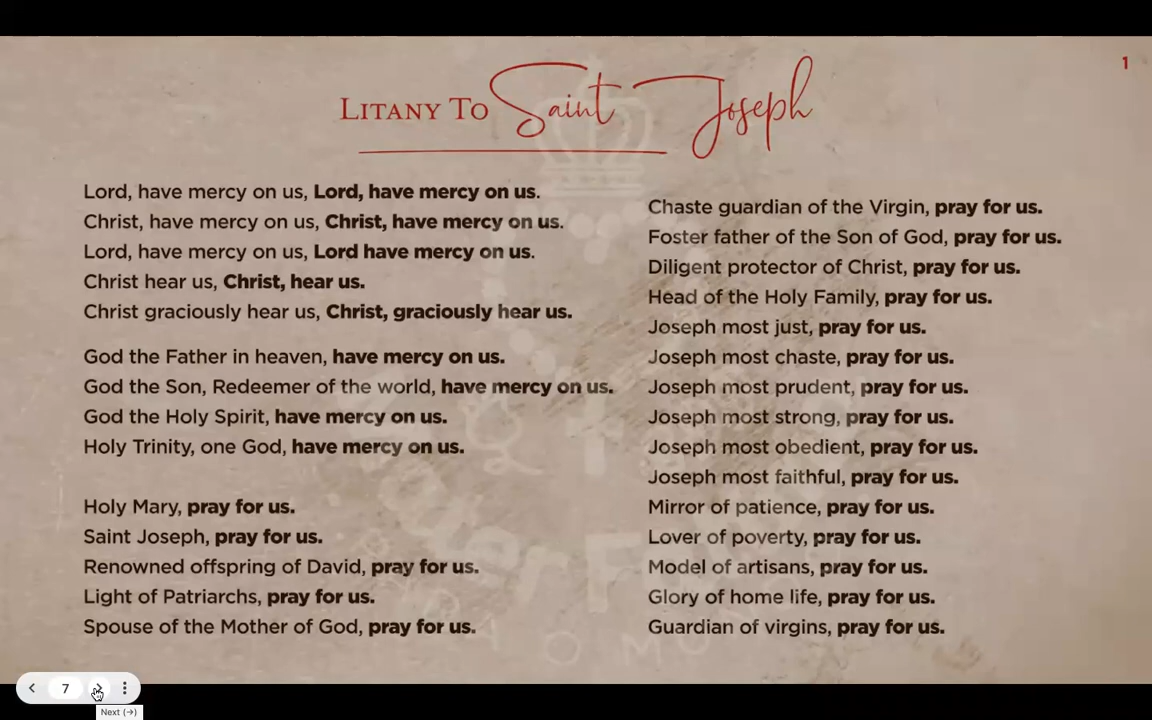 1
LITANY TO Saint Joseph
Lord, have mercy on us, Lord, have mercy on us.
Christ, have mercy on us, Christ, have mercy on us.
Lord, have mercy on us, Lord have mercy on us.
Christ hear us, Christ, hear us.
Christ graciously hear us, Christ, graciously hear us.
God the Father in heaven, have mercy on us.
God the Son, Redeemer of the world, have mercy on us.
God the Holy Spirit, have mercy on us.
Holy Trinity, one God, have mercy on us.
Holy Mary, pray for us.
Saint Joseph, pray for us.
Renowned offspring of David, pray for us.
Light of Patriarchs, pray for us.
Spouse of the Mother of God, pray for us.
Chaste guardian of the Virgin, pray for us.
Foster father of the Son of God, pray for us.
Diligent protector of Christ, pray for us.
Head of the Holy Family, pray for us.
Joseph most just, pray for us.
Joseph most chaste, pray for us.
Joseph most prudent, pray for us.
Joseph most strong, pray for us.
Joseph most obedient, pray for us.
Joseph most faithful, pray for us.
Mirror of patience, pray for us.
Lover of poverty, pray for us.
Model of artisans, pray for us.
Glory of home life, pray for us.
Guardian of virgins, pray for us.
7
Next (→)